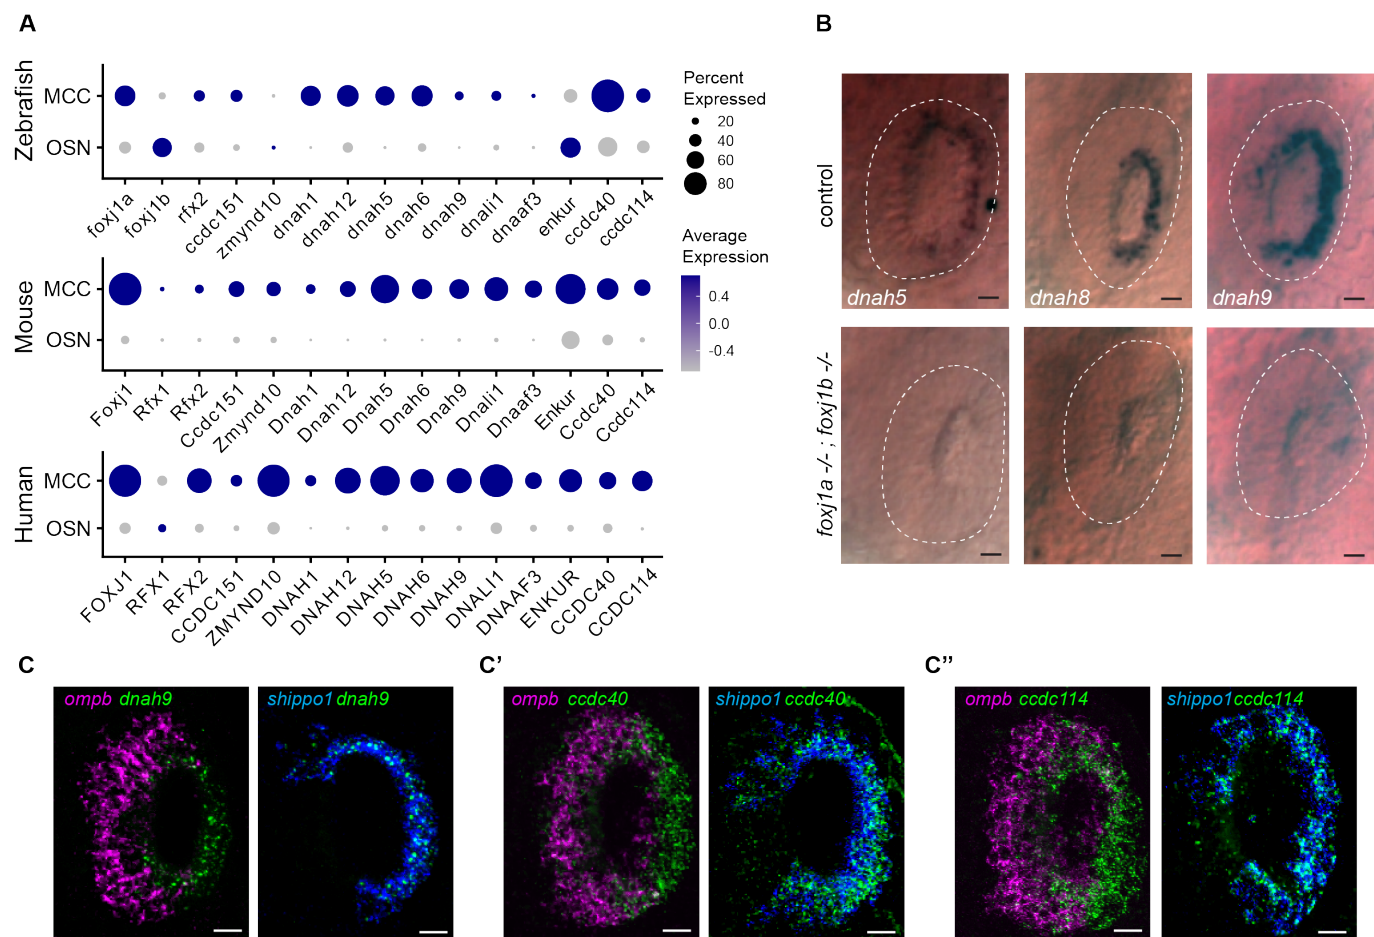 A
Zebrafish
MCC
OSN
foxj1a foxj1b rfx2 ccdc151 zmynd10 dnah1 dnah12 dnah5 dnah6 dnah9 dnali1 dnaaf3 enkur ccdc40 ccdc114
Mouse
MCC
OSN
Foxj1 Rfx1 Rfx2 Ccdc151 Zmynd10 Dnah1 Dnah12 Dnah5 Dnah6 Dnah9 Dnali1 Dnaaf3 Enkur Ccdc40 Ccdc114
Human
MCC
OSN
FOXJ1 RFX1 RFX2 CCDC151 ZMYND10 DNAH1 DNAH12 DNAH5 DNAH6 DNAH9 DNALI1 DNAAF3 ENKUR CCDC40 CCDC114
Percent
Expressed
20
40
60
80
Average
Expression
0.4
0.0
-0.4
B
control
dnah5
dnah8
dnah9
foxj1a -/- ; foxj1b -/-
C
ompb dnah9
shippo1 dnah9
C'
ompb ccdc40
shippo1 ccdc40
C''
ompb ccdc114
shippo1 ccdc114